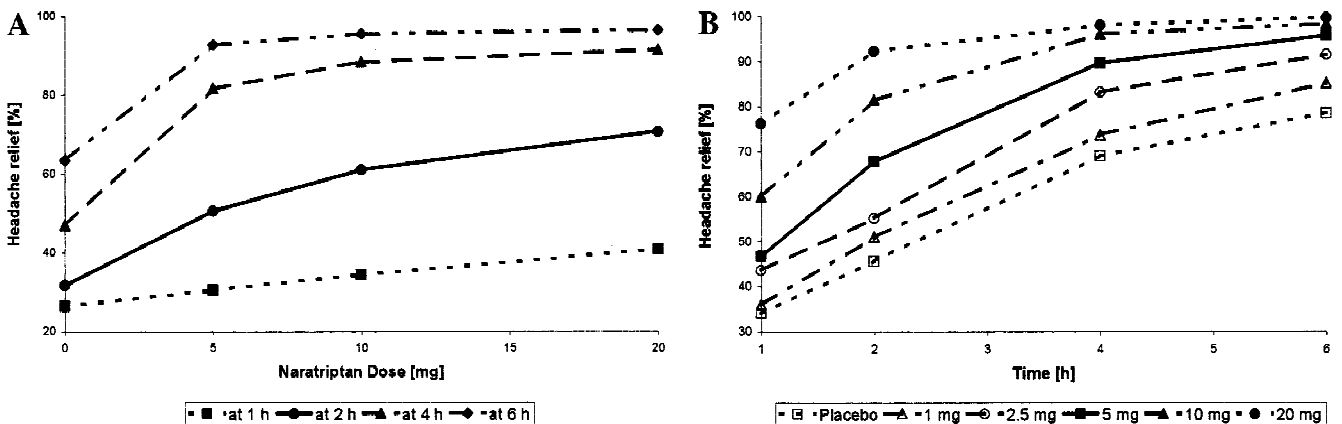 A
100
80
60
40
20
Headache relief [%]
0 5 10 15 20
Naratriptan Dose [mg]
at 1 h at 2 h at 4 h at 6 h
B
100
90
80
70
60
50
40
30
Headache relief [%]
1 2 3 4 5 6
Time [h]
Placebo 1 mg 2.5 mg 5 mg 10 mg 20 mg